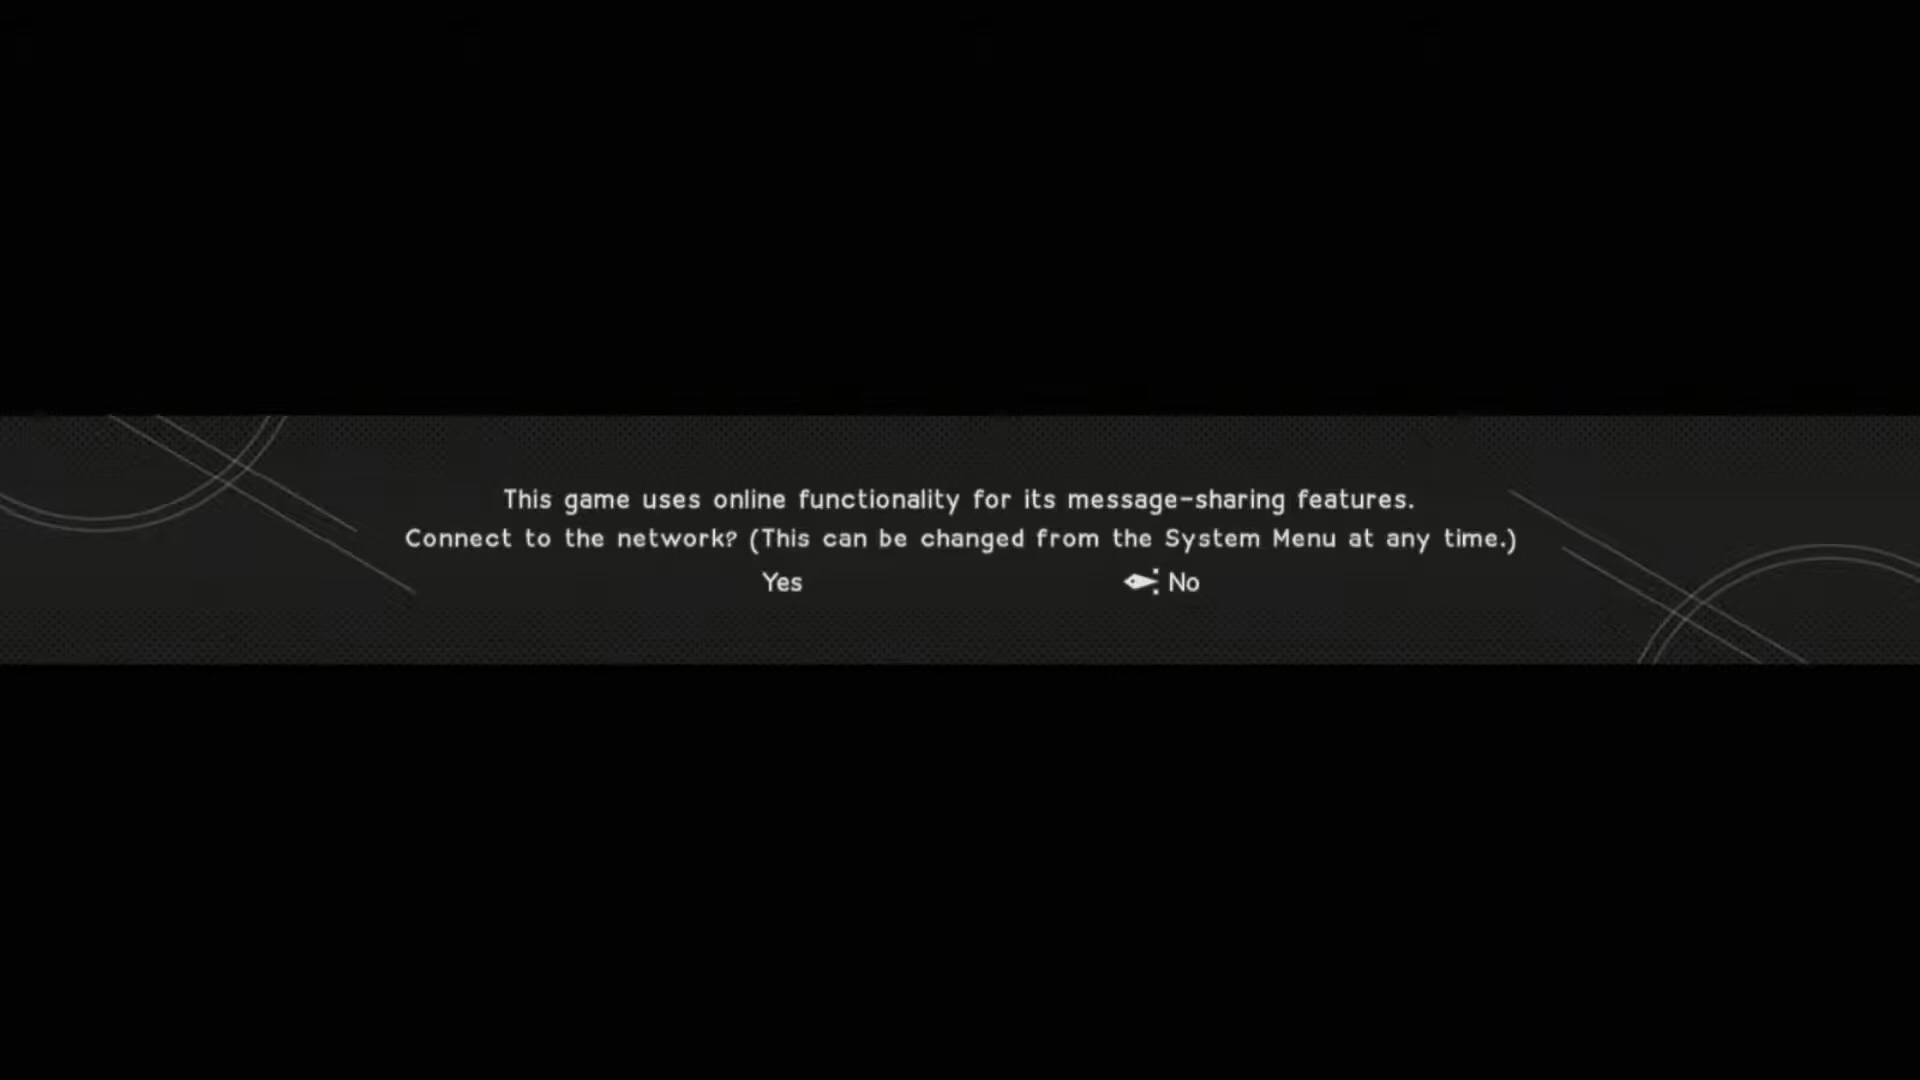 This game uses online functionality for its message-sharing features.
Connect to the network? (This can be changed from the System Menu at any time.)
Yes No